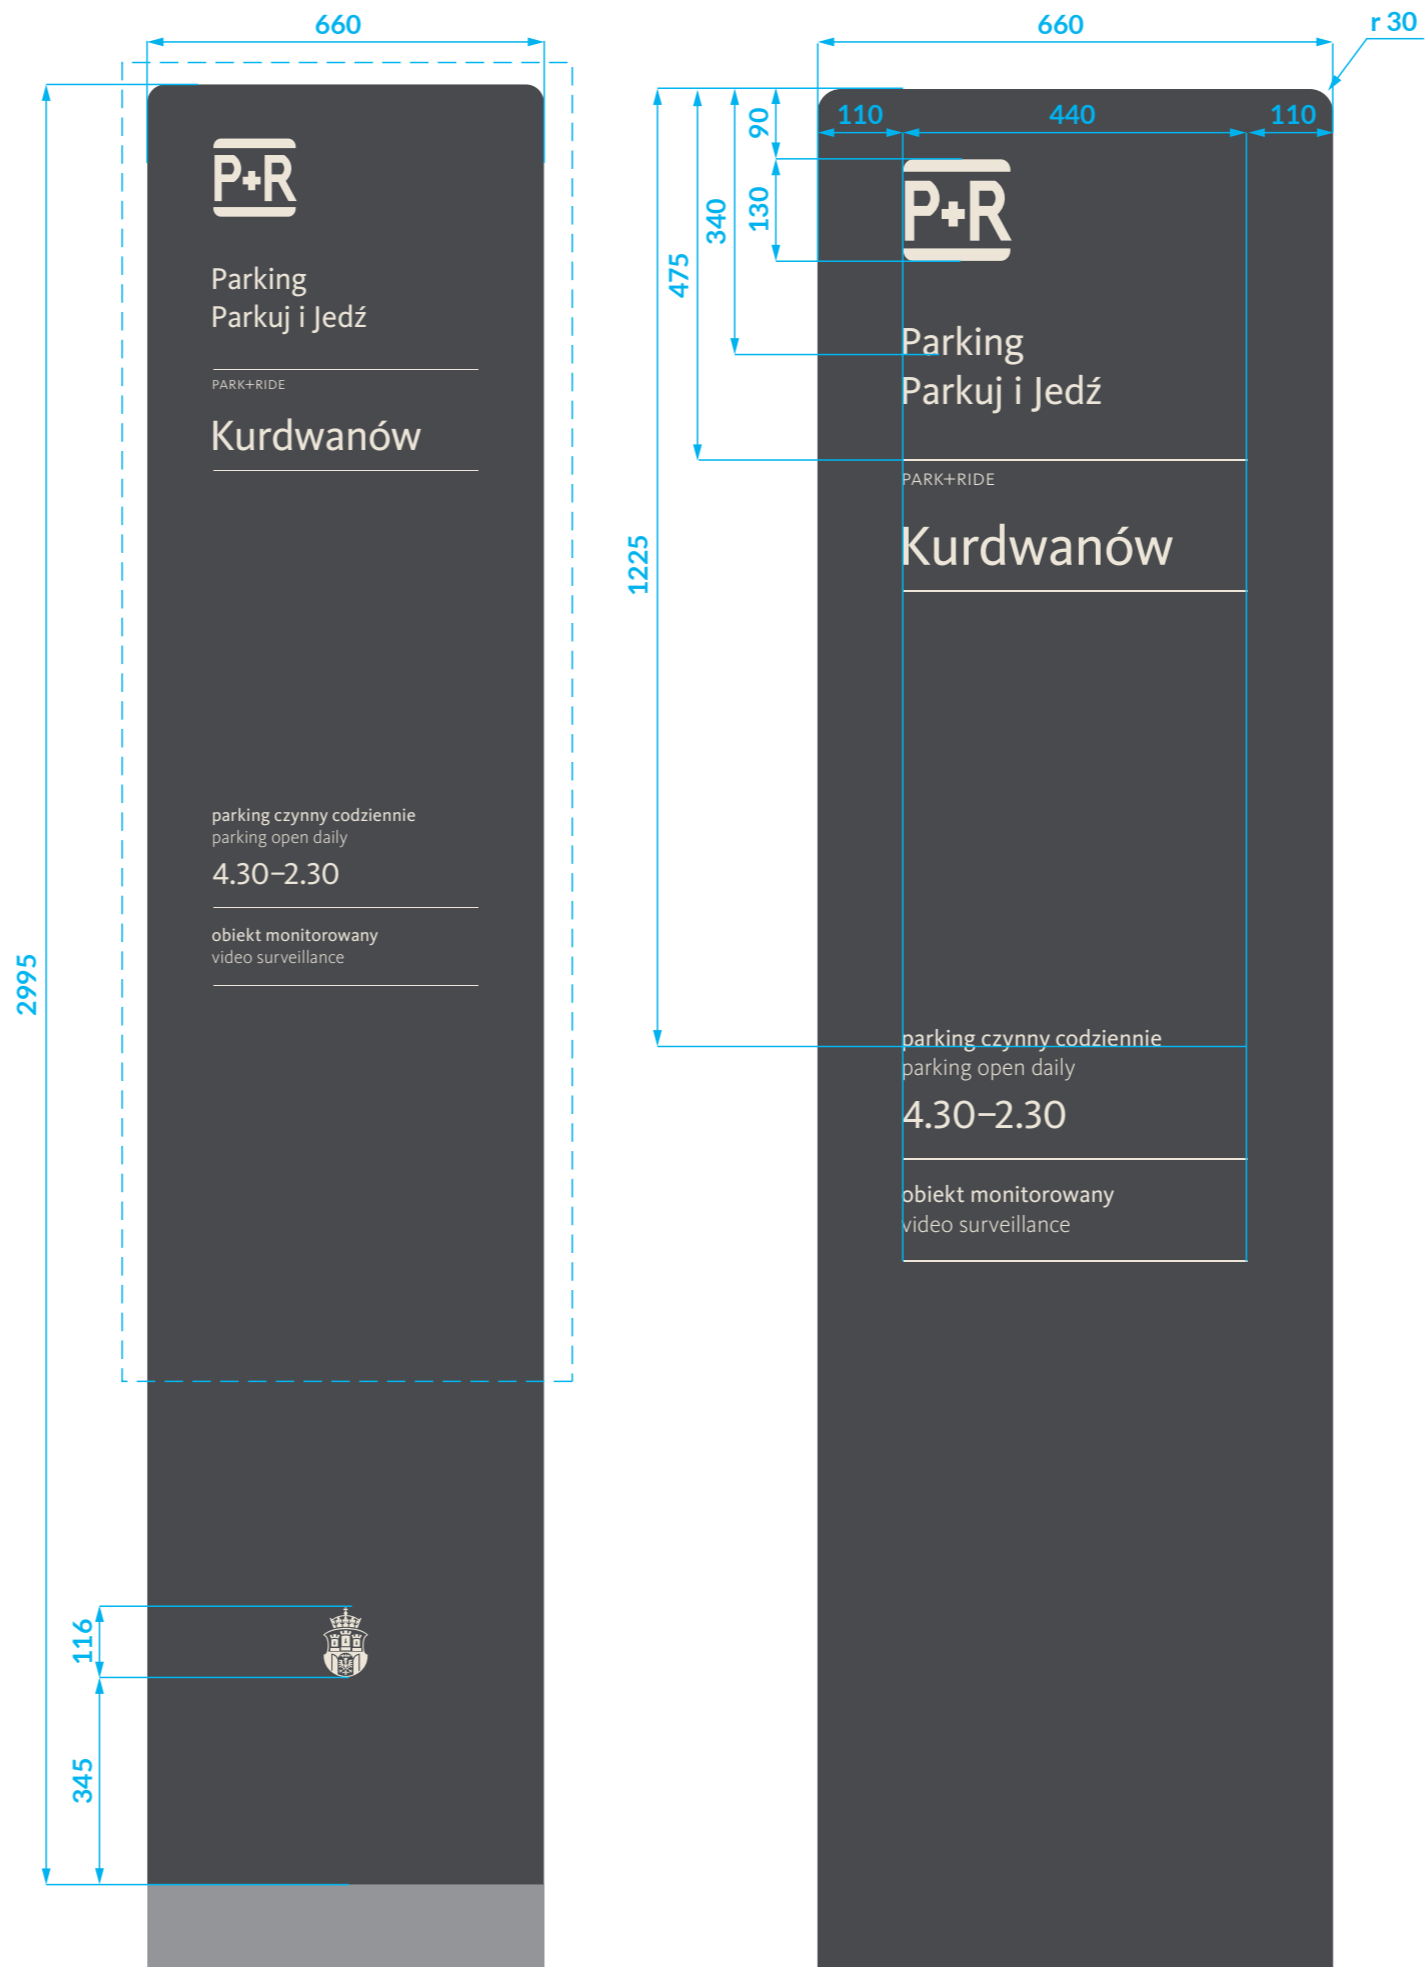 660
2995
116
345
P+R
Parking
Parkuj i Jedź
PARK+RIDE
Kurdwanów
parking czynny codziennie
parking open daily
4.30–2.30
obiekt monitorowany
video surveillance
660
r 30
110
440
110
90
130
340
475
1225
P+R
Parking
Parkuj i Jedź
PARK+RIDE
Kurdwanów
parking czynny codziennie
parking open daily
4.30–2.30
obiekt monitorowany
video surveillance